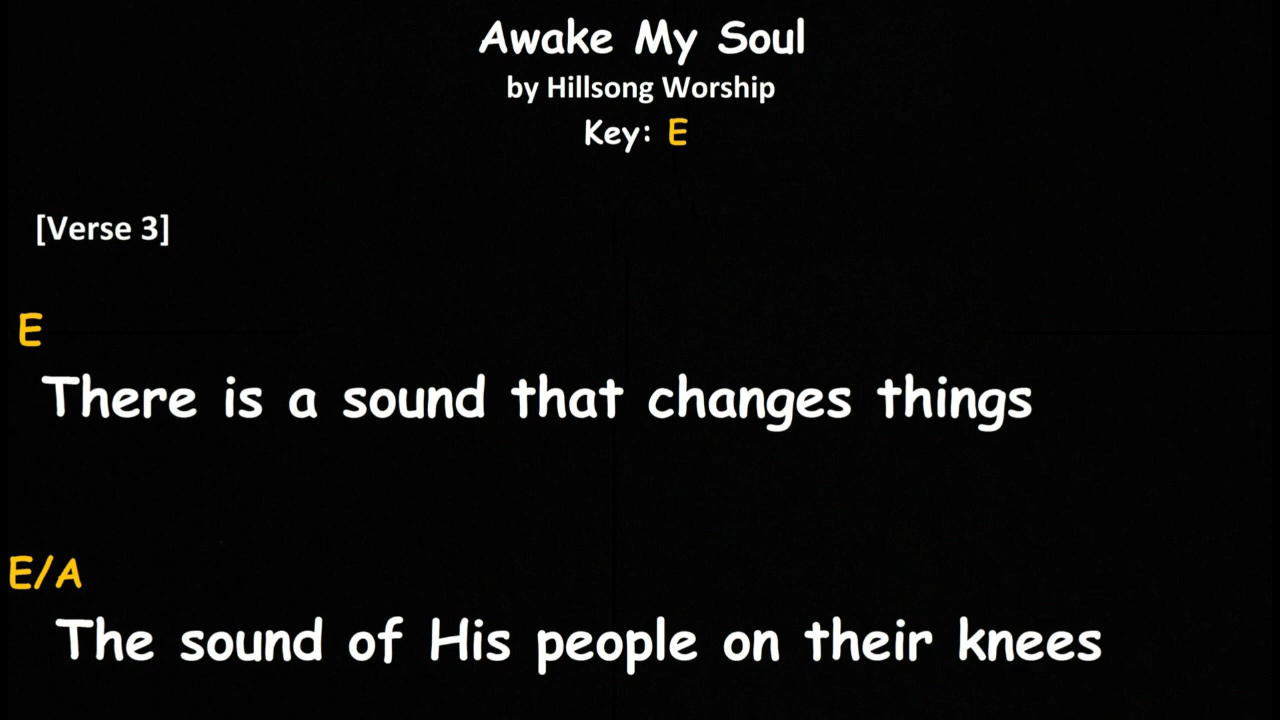 Awake My Soul
by Hillsong Worship
Key: E
[Verse 3]
E
There is a sound that changes things
E/A
The sound of His people on their knees